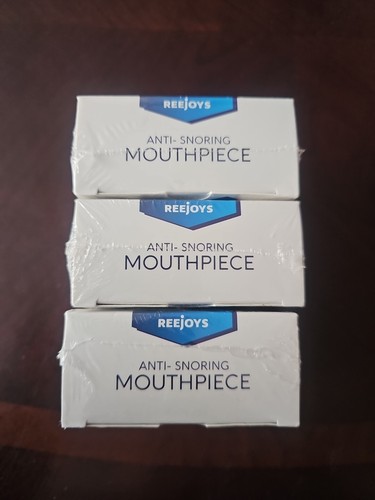 REEJOYS
ANTI- SNORING
MOUTHPIECE
REEJOYS
ANTI- SNORING
MOUTHPIECE
REEJOYS
ANTI- SNORING
MOUTHPIECE